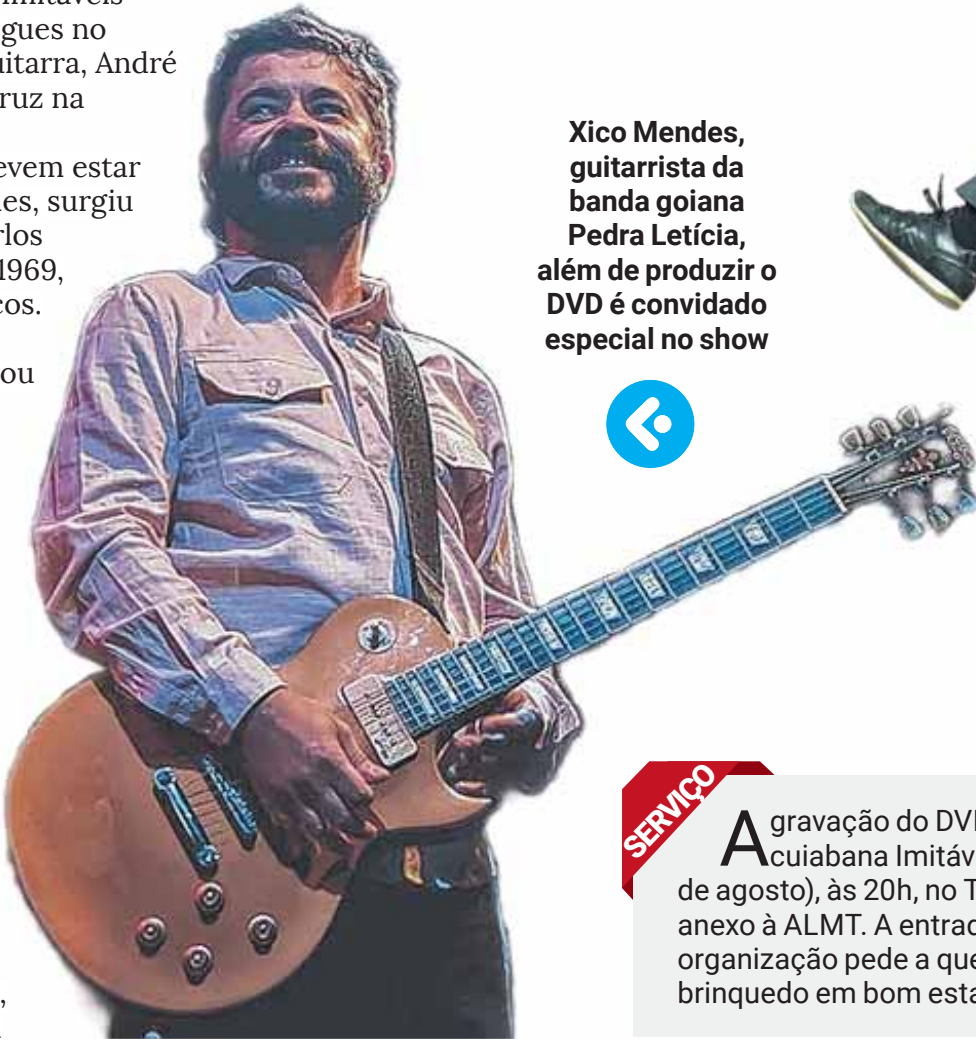 gues no
uitarra, André
ruz na
evem estar
es, surgiu
rlos
1969,
cos.
ou
Xico Mendes,
guitarrista da
banda goiana
Pedra Letícia,
além de produzir o
DVD é convidado
especial no show
SERVIÇO
A gravação do DV
cuiabana Imitáv
de agosto), às 20h, no T
anexo à ALMT. A entrad
organização pede a que
brinquedo em bom esta